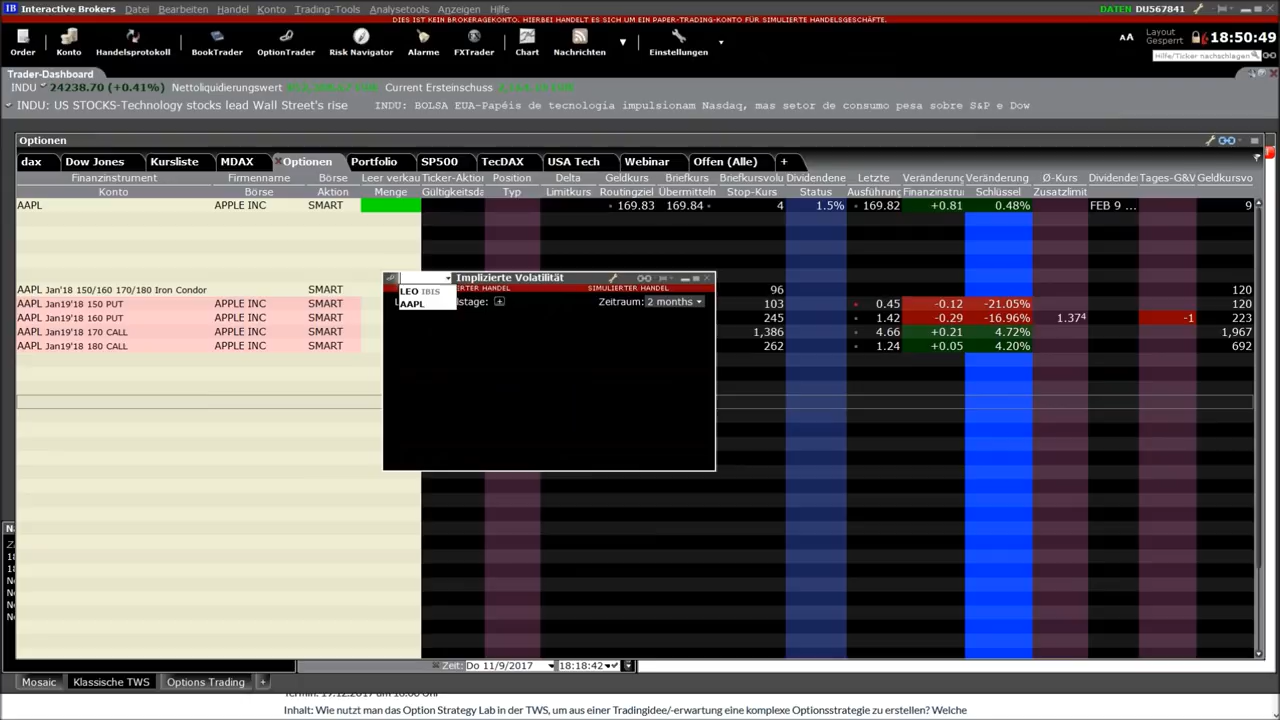 Interactive Brokers Datei Bearbeiten Handel Konto Trading-Tools Analysetools Anzeigen Hilfe DATEN DU567841
DIES IST KEIN BROKERAGEKONTO. HIERBEI HANDELT ES SICH UM EIN PAPER-TRADING-KONTO FÜR SIMULIERTE HANDELSGESCHÄFTE.
Order Konto Handelsprotokoll BookTrader OptionTrader Risk Navigator Alarme FXTrader Chart Nachrichten Einstellungen
AA Layout Gesperrt 18:50:49
Hilfe/Ticker nachschlagen
Trader-Dashboard
INDU 24238.70 (+0.41%) Nettoliquidierungswert Current Ersteinschuss
INDU: US STOCKS-Technology stocks lead Wall Street's rise INDU: BOLSA EUA-Papéis de tecnologia impulsionam Nasdaq, mas setor de consumo pesa sobre S&P e Dow
Optionen
dax Dow Jones Kursliste MDAX Optionen Portfolio SP500 TecDAX USA Tech Webinar Offen (Alle) +
Finanzinstrument Firmenname Börse Leer verkau Ticker-Aktion Position Delta Geldkurs Briefkurs Briefkursvolu Dividendene Letzte Veränderung Veränderung Ø-Kurs Dividende Tages-G&V Geldkursvo
Konto Börse Aktion Menge Gültigkeitsda Typ Limitkurs Routingziel Übermitteln Stop-Kurs Status Ausführung Finanzinstru Schlüssel Zusatzlimit
AAPL APPLE INC SMART 169.83 169.84 4 1.5% 169.82 +0.81 0.48% FEB 9 ... 9
Implizierte Volatilität
SIMULIERTER HANDEL
LEO IBIS
AAPL
lstage: + Zeitraum: 2 months
AAPL Jan'18 150/160 170/180 Iron Condor SMART 96 120
AAPL Jan19'18 150 PUT APPLE INC SMART 103 0.45 -0.12 -21.05% 120
AAPL Jan19'18 160 PUT APPLE INC SMART 245 1.42 -0.29 -16.96% 1.37⁴ -1 223
AAPL Jan19'18 170 CALL APPLE INC SMART 1,386 4.66 +0.21 4.72% 1,967
AAPL Jan19'18 180 CALL APPLE INC SMART 262 1.24 +0.05 4.20% 692
Zeit: Do 11/9/2017 18:18:42
Mosaic Klassische TWS Options Trading +
Inhalt: Wie nutzt man das Option Strategy Lab in der TWS, um aus einer Tradingidee/-erwartung eine komplexe Optionsstrategie zu erstellen? Welche